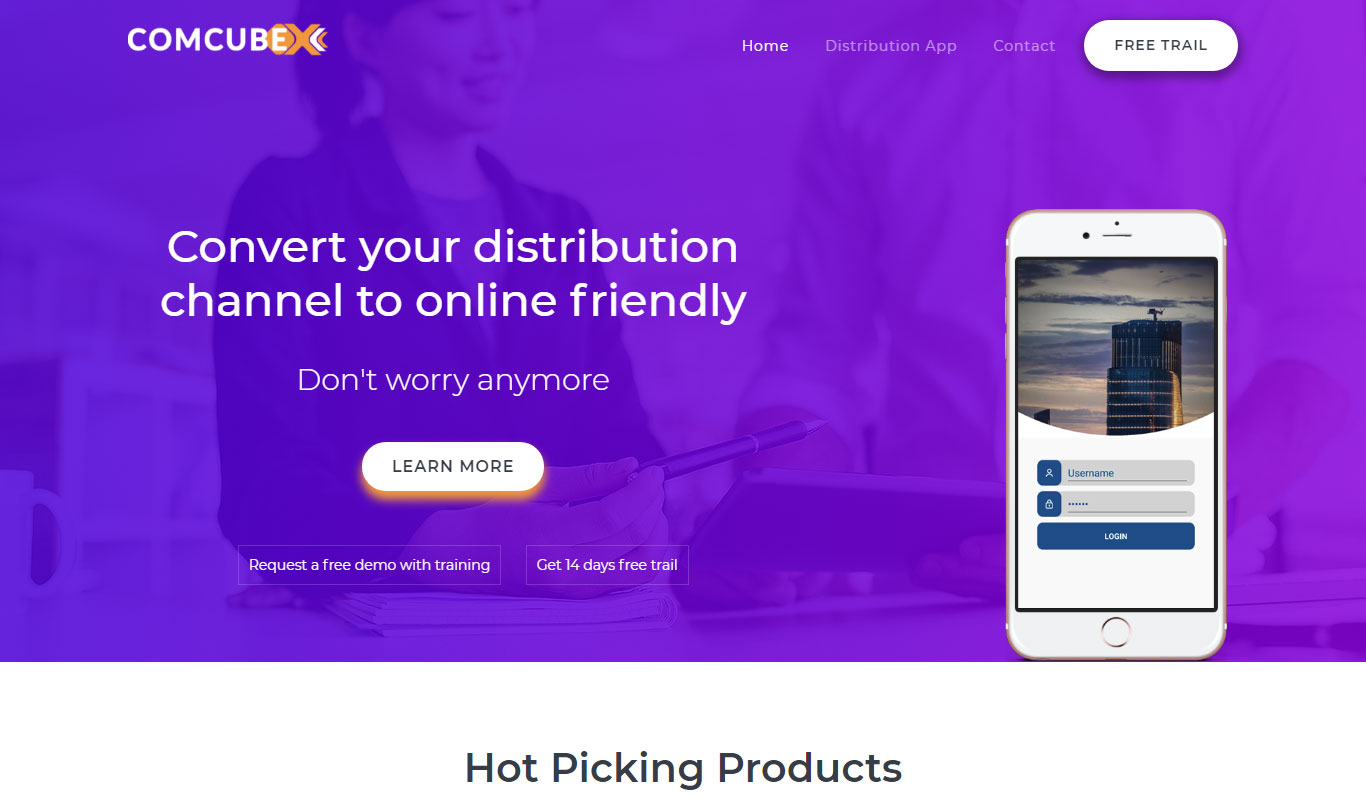 COMCUBEX
Home
Distribution App
Contact
FREE TRAIL
Convert your distribution
channel to online friendly
Don't worry anymore
LEARN MORE
Request a free demo with training
Get 14 days free trail
Username
••••••
LOGIN
Hot Picking Products